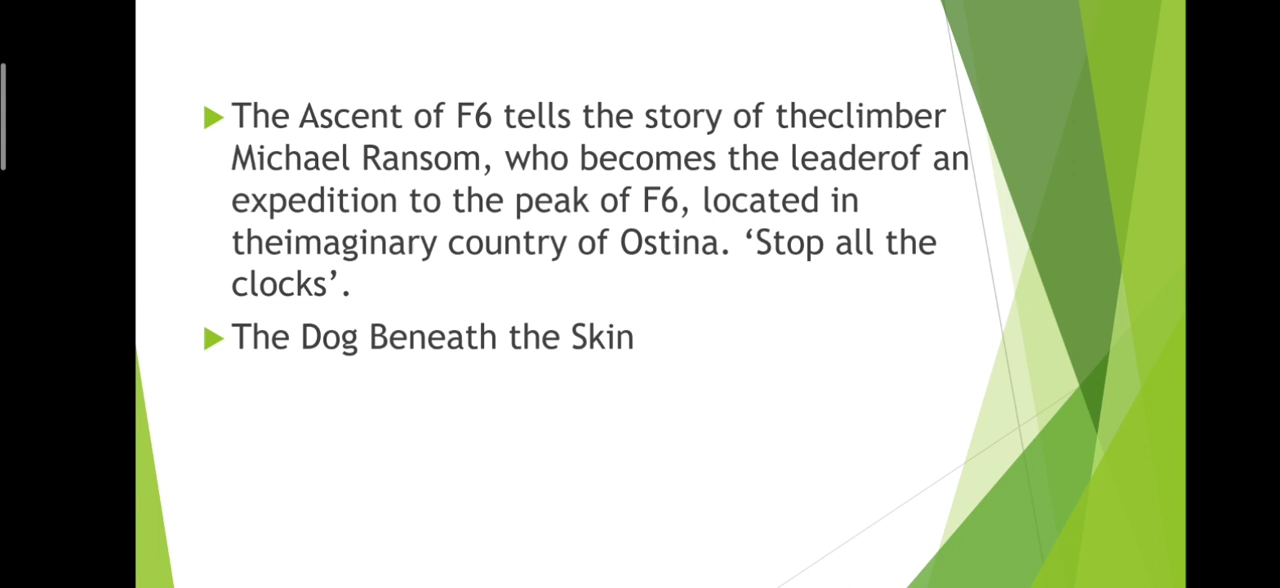 The Ascent of F6 tells the story of theclimber
Michael Ransom, who becomes the leaderof an
expedition to the peak of F6, located in
theimaginary country of Ostina. ‘Stop all the
clocks’.
The Dog Beneath the Skin